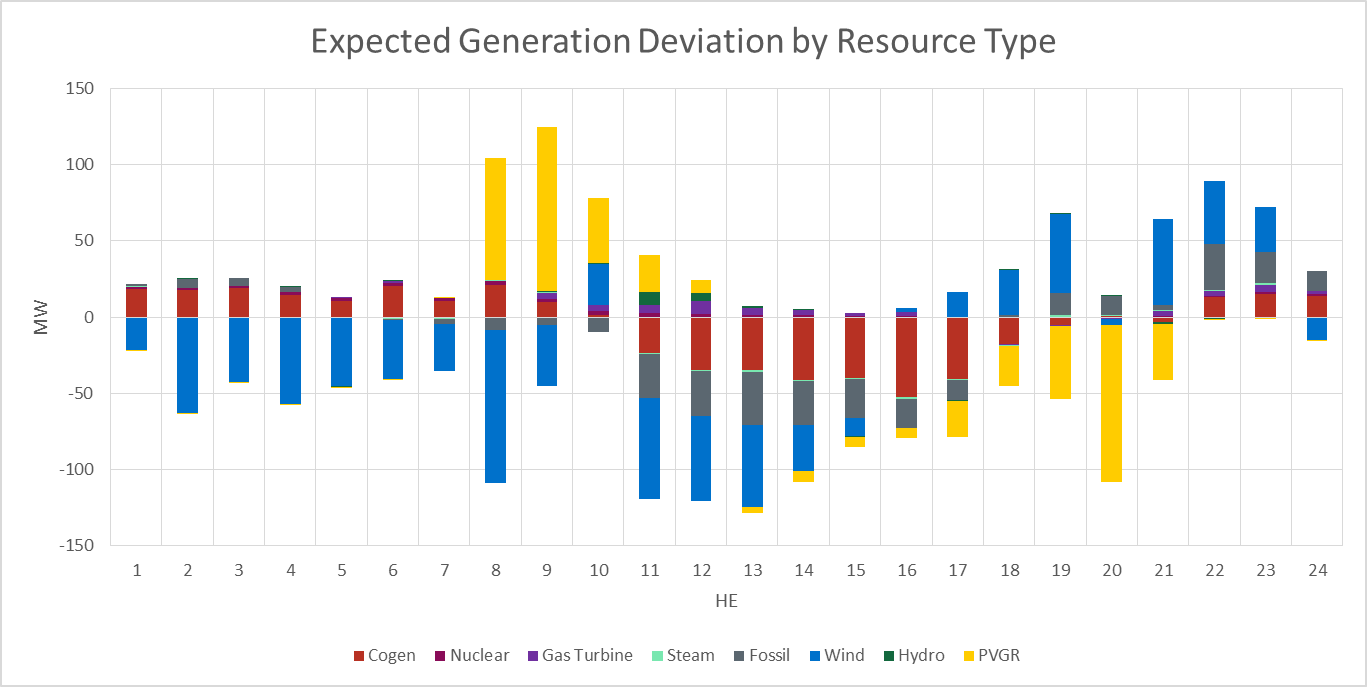 Expected Generation Deviation by Resource Type
150
100
50
0
-50
-100
-150
MW
1 2 3 4 5 6 7 8 9 10 11 12 13 14 15 16 17 18 19 20 21 22 23 24
HE
Cogen Nuclear Gas Turbine Steam Fossil Wind Hydro PVGR